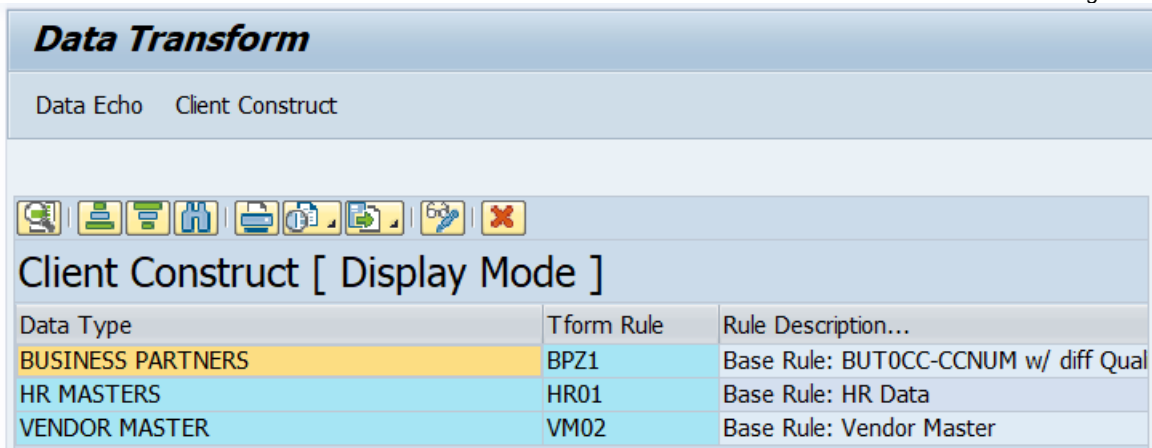 Data Transform
Data Echo Client Construct
Client Construct [ Display Mode ]
Data Type Tform Rule Rule Description...
BUSINESS PARTNERS BPZ1 Base Rule: BUT0CC-CCNUM w/ diff Qual
HR MASTERS HR01 Base Rule: HR Data
VENDOR MASTER VM02 Base Rule: Vendor Master